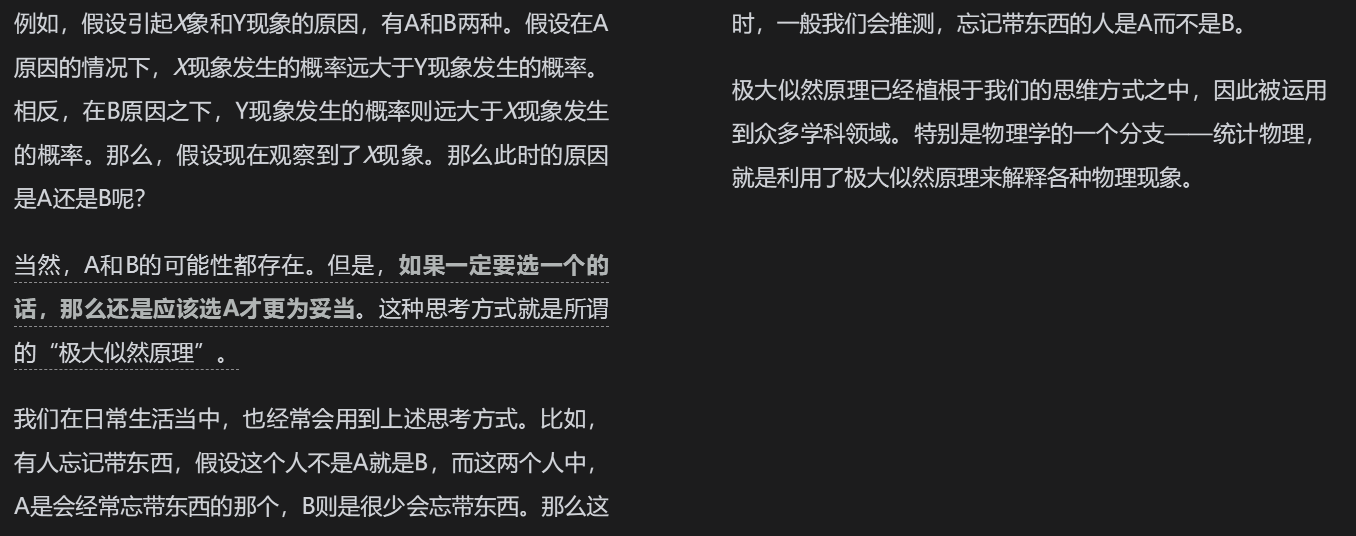 例如，假设引起X象和Y现象的原因，有A和B两种。假设在A
原因的情况下，X现象发生的概率远大于Y现象发生的概率。
相反，在B原因之下，Y现象发生的概率则远大于X现象发生
的概率。那么，假设现在观察到了X现象。那么此时的原因
是A还是B呢？
当然，A和B的可能性都存在。但是，如果一定要选一个的
话，那么还是应该选A才更为妥当。这种思考方式就是所谓
的“极大似然原理”。
我们在日常生活当中，也经常会用到上述思考方式。比如，
有人忘记带东西，假设这个人不是A就是B，而这两个人中，
A是会经常忘带东西的那个，B则是很少会忘带东西。那么这
时，一般我们会推测，忘记带东西的人是A而不是B。
极大似然原理已经植根于我们的思维方式之中，因此被运用
到众多学科领域。特别是物理学的一个分支——统计物理，
就是利用了极大似然原理来解释各种物理现象。